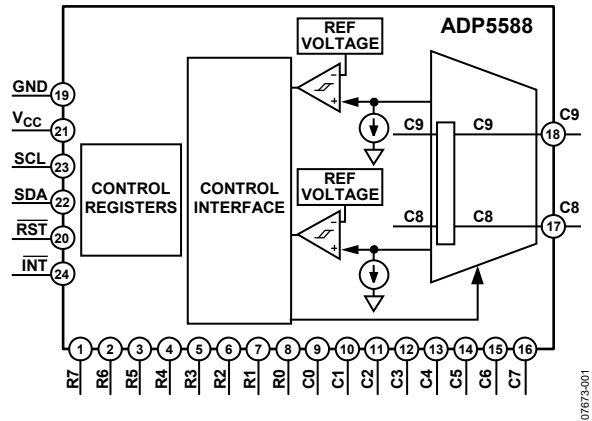 ADP5588
REF
VOLTAGE
GND
19
VCC
21
SCL
23
SDA
22
RST
20
INT
24
CONTROL
REGISTERS
CONTROL
INTERFACE
–
+
REF
VOLTAGE
–
+
C9
C9
C9
18
C8
C8
C8
17
1
2
3
4
5
6
7
8
9
10
11
12
13
14
15
16
R7
R6
R5
R4
R3
R2
R1
R0
C0
C1
C2
C3
C4
C5
C6
C7
07673-001